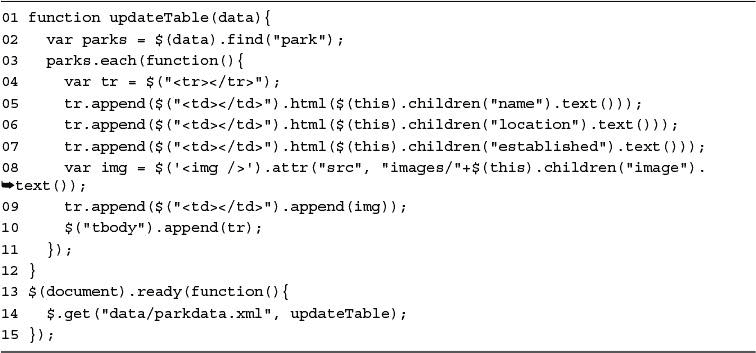 01 function updateTable(data){
02   var parks = $(data).find("park");
03   parks.each(function(){
04     var tr = $("<tr></tr>");
05     tr.append($("<td></td>").html($(this).children("name").text()));
06     tr.append($("<td></td>").html($(this).children("location").text()));
07     tr.append($("<td></td>").html($(this).children("established").text()));
08     var img = $('<img />').attr("src", "images/"+$(this).children("image").
➥text());
09     tr.append($("<td></td>").append(img));
10     $("tbody").append(tr);
11   });
12 }
13 $(document).ready(function(){
14   $.get("data/parkdata.xml", updateTable);
15 });